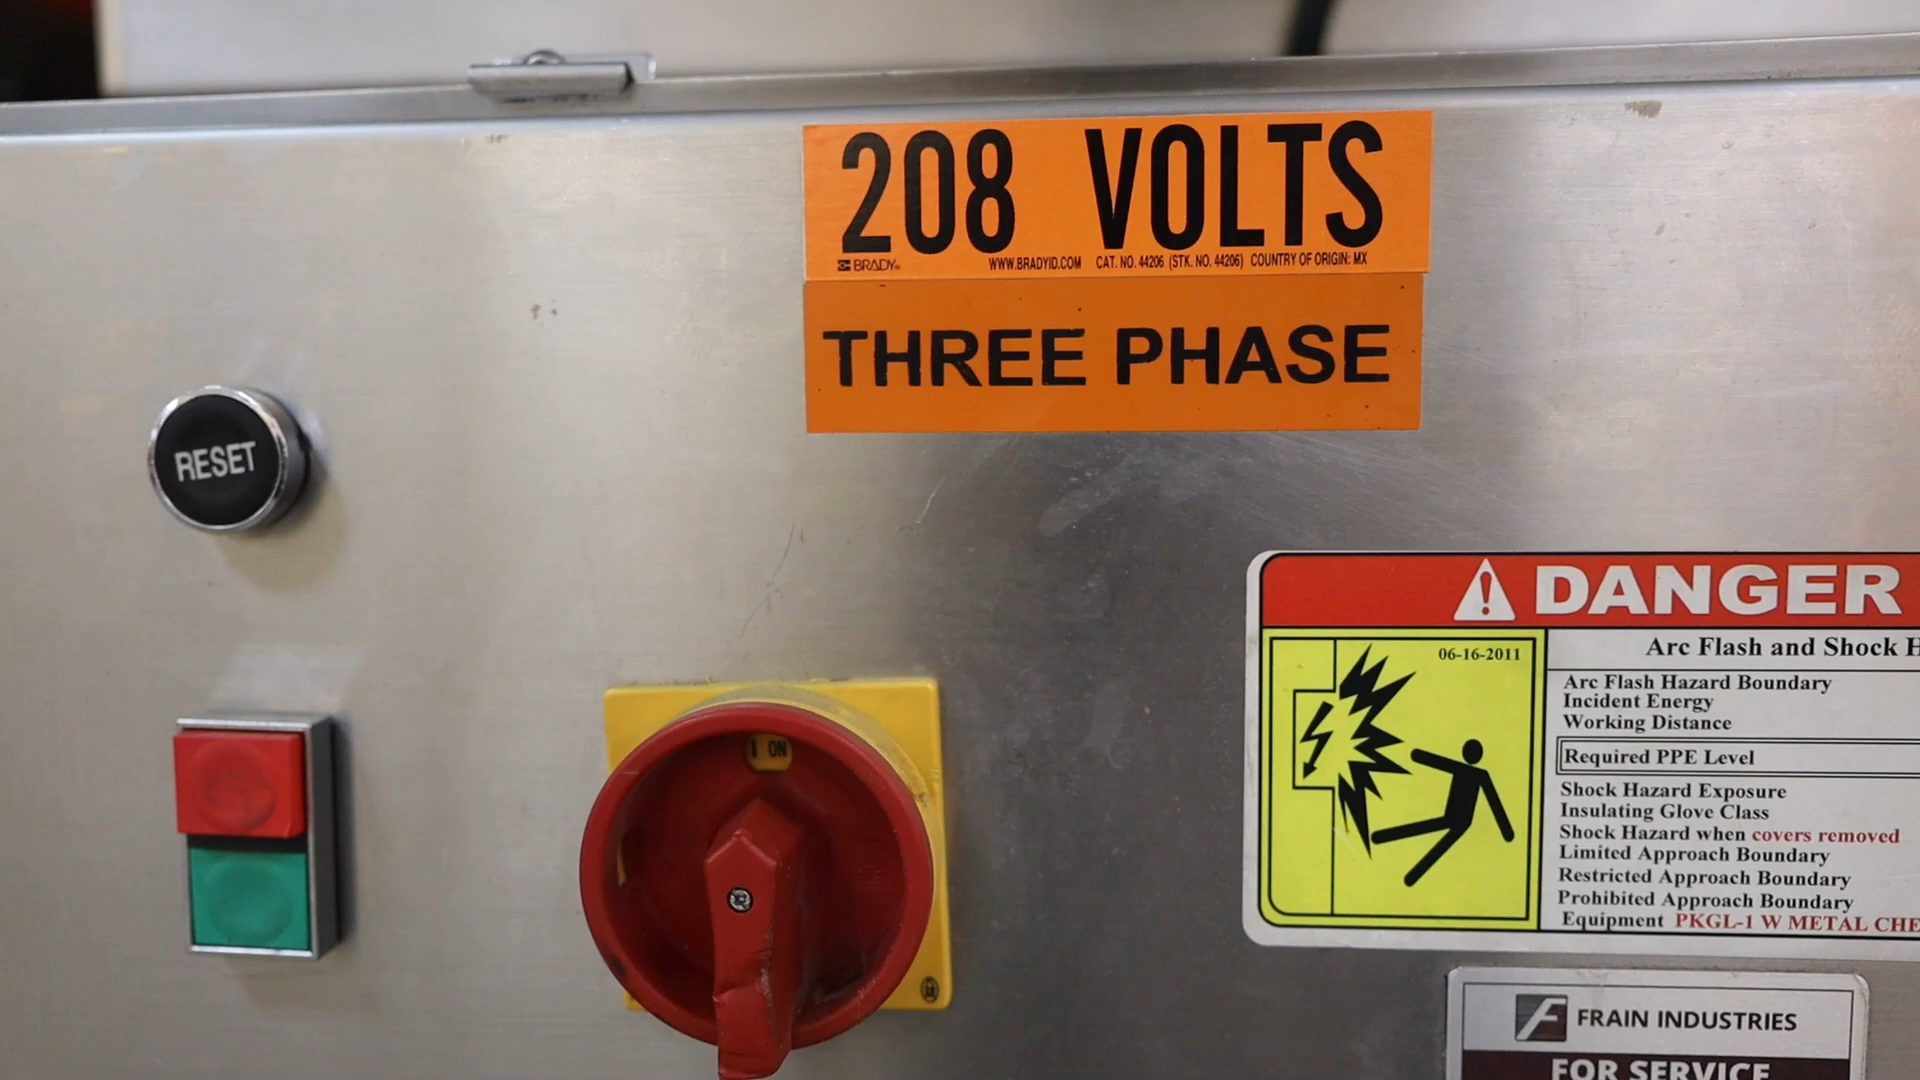 208 VOLTS
BRADY® WWW.BRADYID.COM CAT. NO. 44206 (STK. NO. 44206) COUNTRY OF ORIGIN: MX
THREE PHASE
RESET
I ON
DANGER
06-16-2011
Arc Flash and Shock H
Arc Flash Hazard Boundary
Incident Energy
Working Distance
Required PPE Level
Shock Hazard Exposure
Insulating Glove Class
Shock Hazard when covers removed
Limited Approach Boundary
Restricted Approach Boundary
Prohibited Approach Boundary
Equipment PKGL-1 W METAL CHE
FRAIN INDUSTRIES
FOR SERVICE